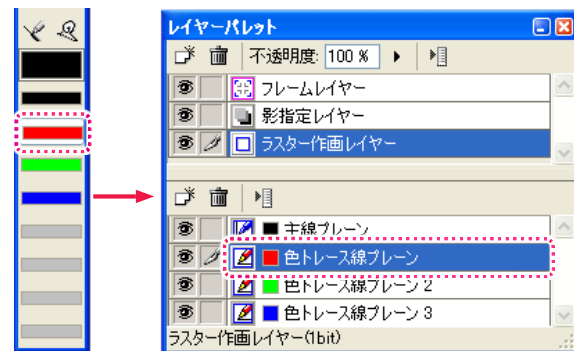 レイヤーパレット
不透明度: 100 %
フレームレイヤー
影指定レイヤー
ラスター作画レイヤー
主線プレーン
色トレース線プレーン
色トレース線プレーン 2
色トレース線プレーン 3
ラスター作画レイヤー(1bit)